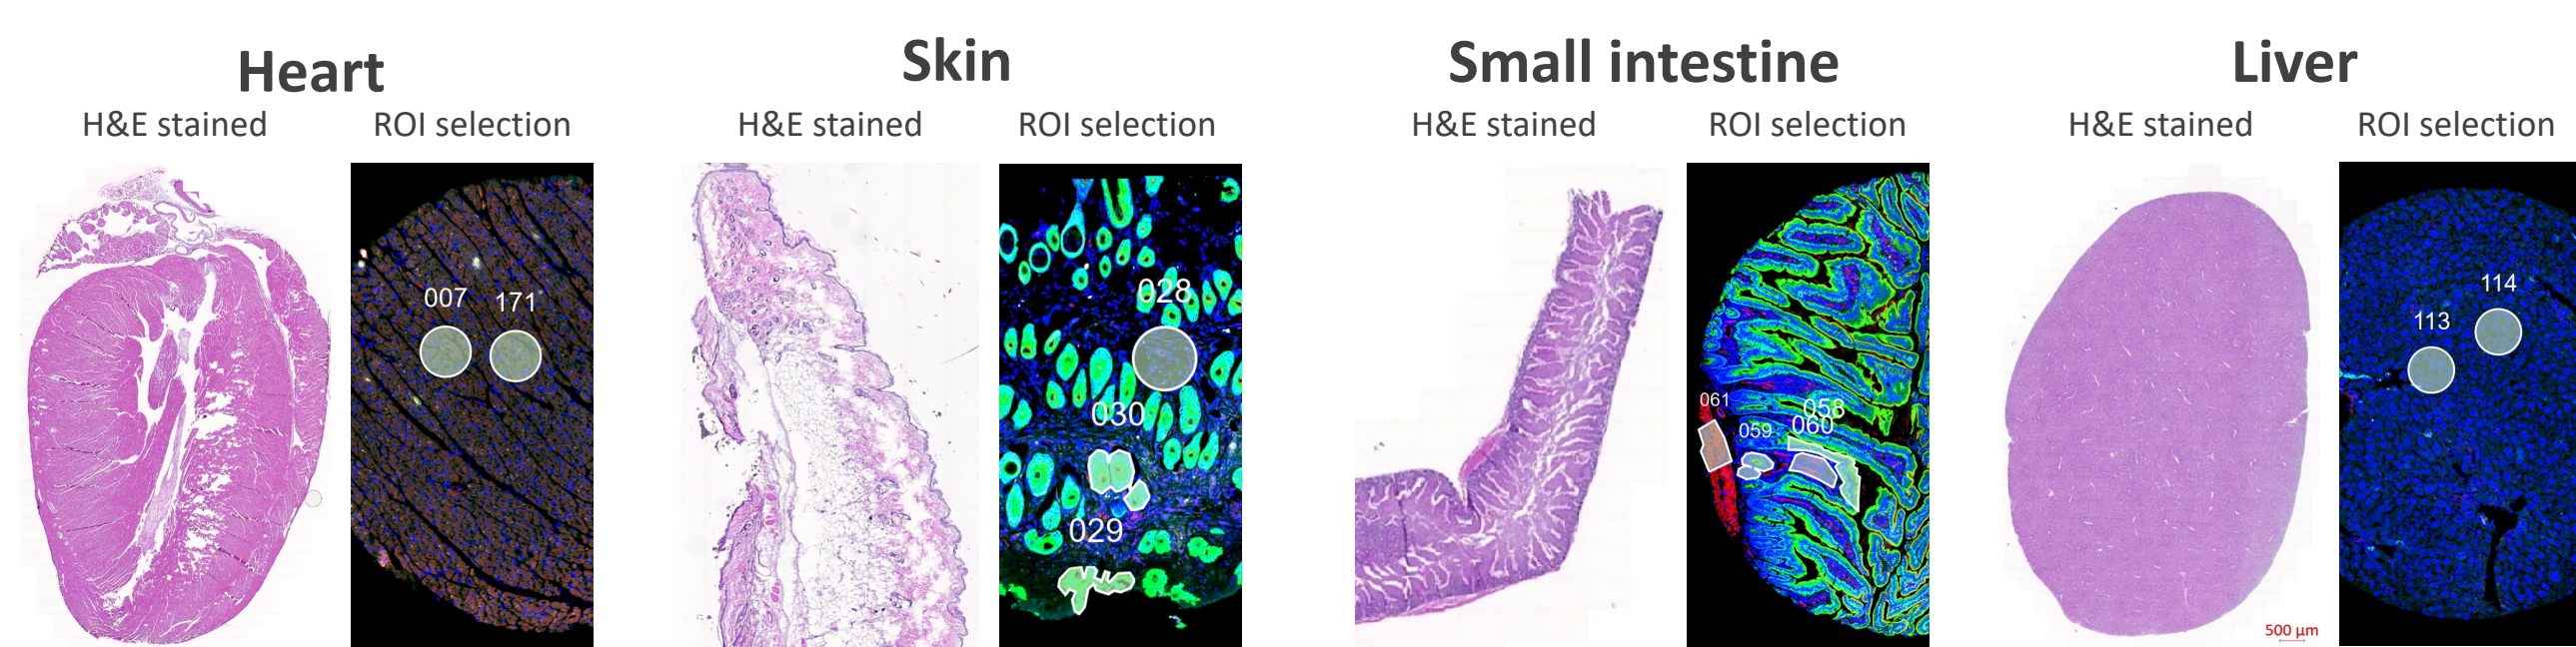 Heart
H&E stained
ROI selection
007
171
Skin
H&E stained
ROI selection
028
030
029
Small intestine
H&E stained
ROI selection
061
059
058
060
Liver
H&E stained
ROI selection
114
113
500 µm